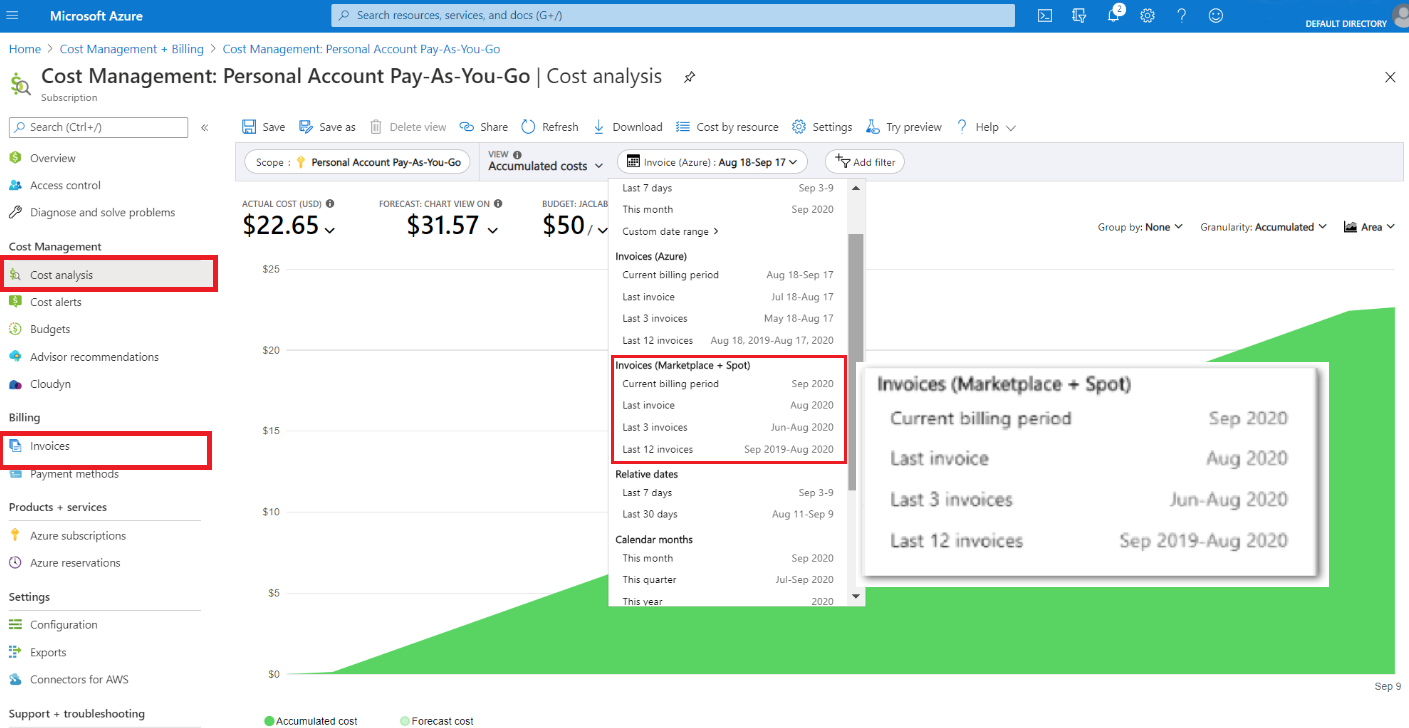 Microsoft Azure
Search resources, services, and docs (G+/)
2
DEFAULT DIRECTORY
Home > Cost Management + Billing > Cost Management: Personal Account Pay-As-You-Go
Cost Management: Personal Account Pay-As-You-Go | Cost analysis
Subscription
Search (Ctrl+/)
Overview
Access control
Diagnose and solve problems
Cost Management
Cost analysis
Cost alerts
Budgets
Advisor recommendations
Cloudyn
Billing
Invoices
Payment methods
Products + services
Azure subscriptions
Azure reservations
Settings
Configuration
Exports
Connectors for AWS
Support + troubleshooting
Save Save as Delete view Share Refresh Download Cost by resource Settings Try preview Help
Scope : Personal Account Pay-As-You-Go
VIEW
Accumulated costs
Invoice (Azure) : Aug 18-Sep 17
Add filter
ACTUAL COST (USD)
$22.65
FORECAST: CHART VIEW ON
$31.57
BUDGET: JACLAB
$50 /
Group by: None
Granularity: Accumulated
Area
Last 7 days Sep 3-9
This month Sep 2020
Custom date range >
Invoices (Azure)
Current billing period Aug 18-Sep 17
Last invoice Jul 18-Aug 17
Last 3 invoices May 18-Aug 17
Last 12 invoices Aug 18, 2019-Aug 17, 2020
Invoices (Marketplace + Spot)
Current billing period Sep 2020
Last invoice Aug 2020
Last 3 invoices Jun-Aug 2020
Last 12 invoices Sep 2019-Aug 2020
Relative dates
Last 7 days Sep 3-9
Last 30 days Aug 11-Sep 9
Calendar months
This month Sep 2020
This quarter Jul-Sep 2020
This year 2020
Invoices (Marketplace + Spot)
Current billing period Sep 2020
Last invoice Aug 2020
Last 3 invoices Jun-Aug 2020
Last 12 invoices Sep 2019-Aug 2020
$25
$20
$15
$10
$5
$0
Sep 9
Accumulated cost
Forecast cost